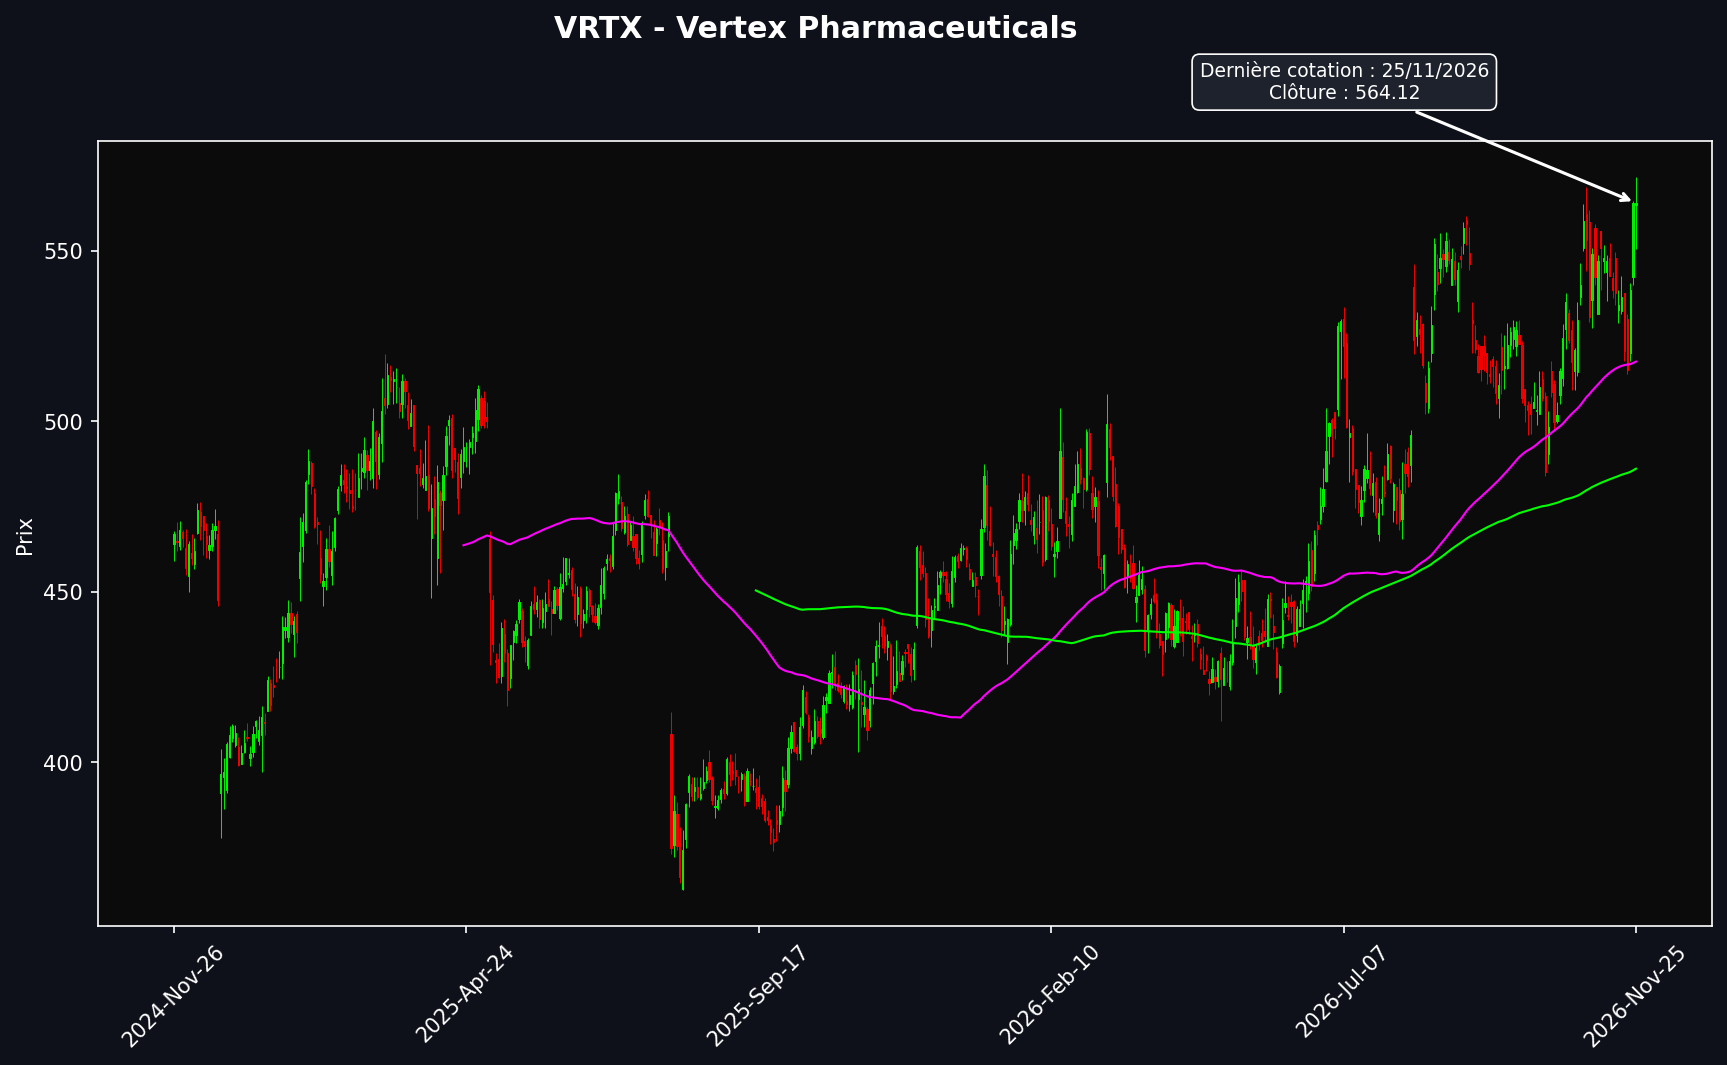 VRTX - Vertex Pharmaceuticals
Dernière cotation : 25/11/2026
Clôture : 564.12
Prix
550
500
450
400
2024-Nov-26
2025-Apr-24
2025-Sep-17
2026-Feb-10
2026-Jul-07
2026-Nov-25